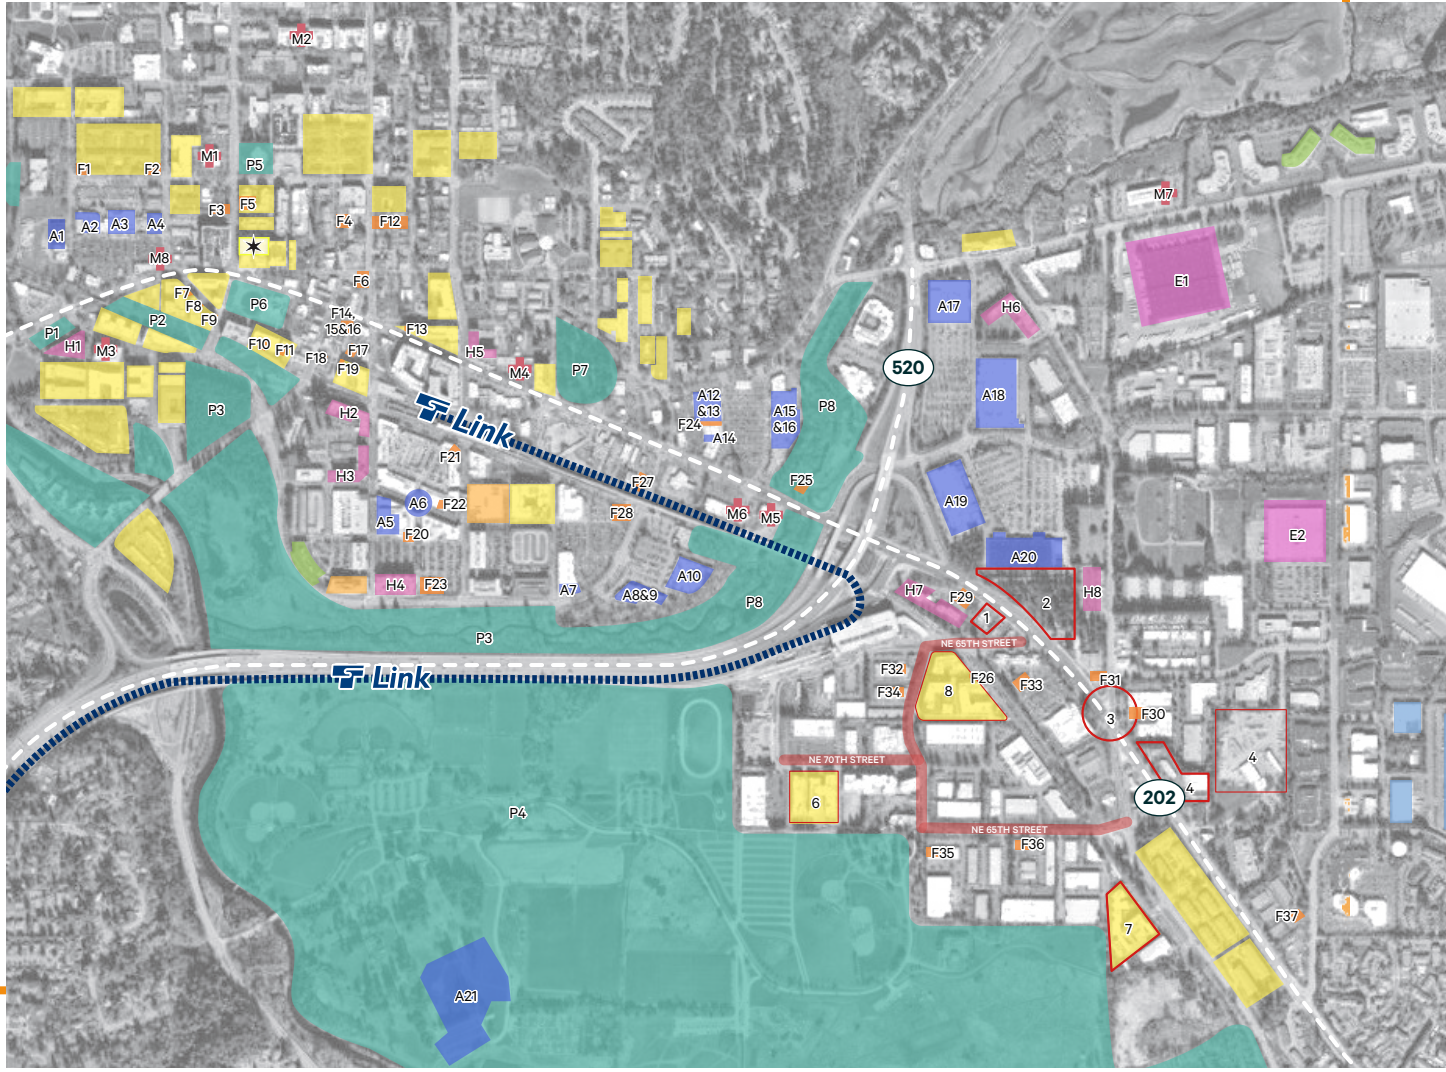 M2
F1
F2
M1
P5
A1
A2
A3
A4
F3
F5
F4
F12
M7
M8
E1
F6
F7
F8
F9
P6
P1
P2
H1
M3
F14,
15&16
F13
F10
F11
F18
F17
F19
H5
M4
P7
A17
H6
520
P3
H2
A12
&13
F24
A14
A15
&16
P8
A18
Link
F21
H3
F27
F25
A5
A6
F22
F20
F28
M6
M5
A19
E2
H4
F23
A7
A8&9
A10
P8
A20
H7
F29
1
2
H8
P3
NE 65TH STREET
Link
F32
F34
8
F26
F33
F31
3
F30
NE 70TH STREET
4
6
4
202
P4
NE 65TH STREET
F35
F36
7
F37
A21